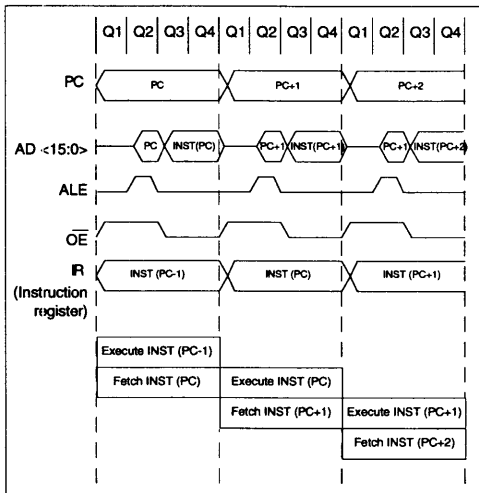 Q1 Q2 Q3 Q4 Q1 Q2 Q3 Q4 Q1 Q2 Q3 Q4
PC PC PC+1 PC+2
AD <15:0> PC INST(PC) PC+1 INST(PC+1) PC+1 INST(PC+2
ALE
OE
IR INST (PC-1) INST (PC) INST (PC+1)
(Instruction
register)
Execute INST (PC-1)
Fetch INST (PC) Execute INST (PC)
Fetch INST (PC+1) Execute INST (PC+1)
Fetch INST (PC+2)